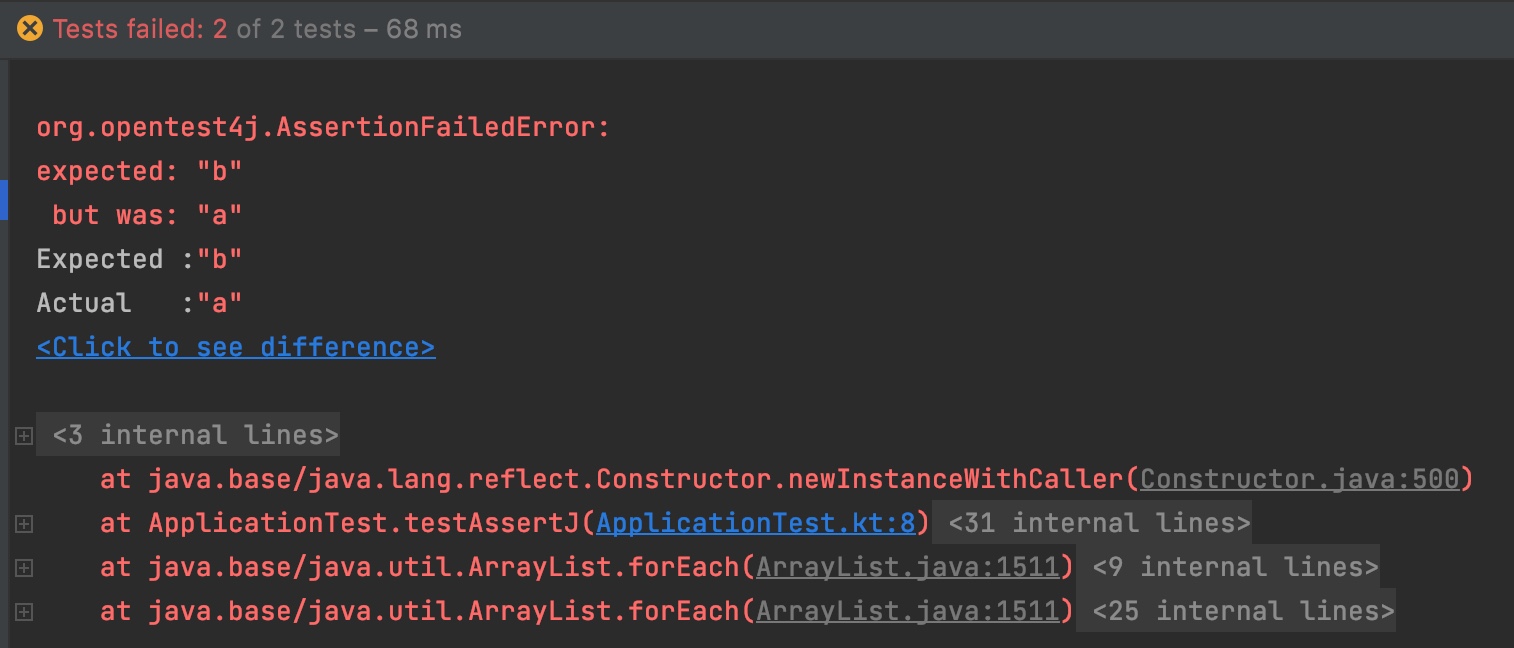 Tests failed: 2 of 2 tests – 68 ms
org.opentest4j.AssertionFailedError:
expected: "b"
 but was: "a"
Expected :"b"
Actual   :"a"
<Click to see difference>
<3 internal lines>
at java.base/java.lang.reflect.Constructor.newInstanceWithCaller(Constructor.java:500)
at ApplicationTest.testAssertJ(ApplicationTest.kt:8) <31 internal lines>
at java.base/java.util.ArrayList.forEach(ArrayList.java:1511) <9 internal lines>
at java.base/java.util.ArrayList.forEach(ArrayList.java:1511) <25 internal lines>